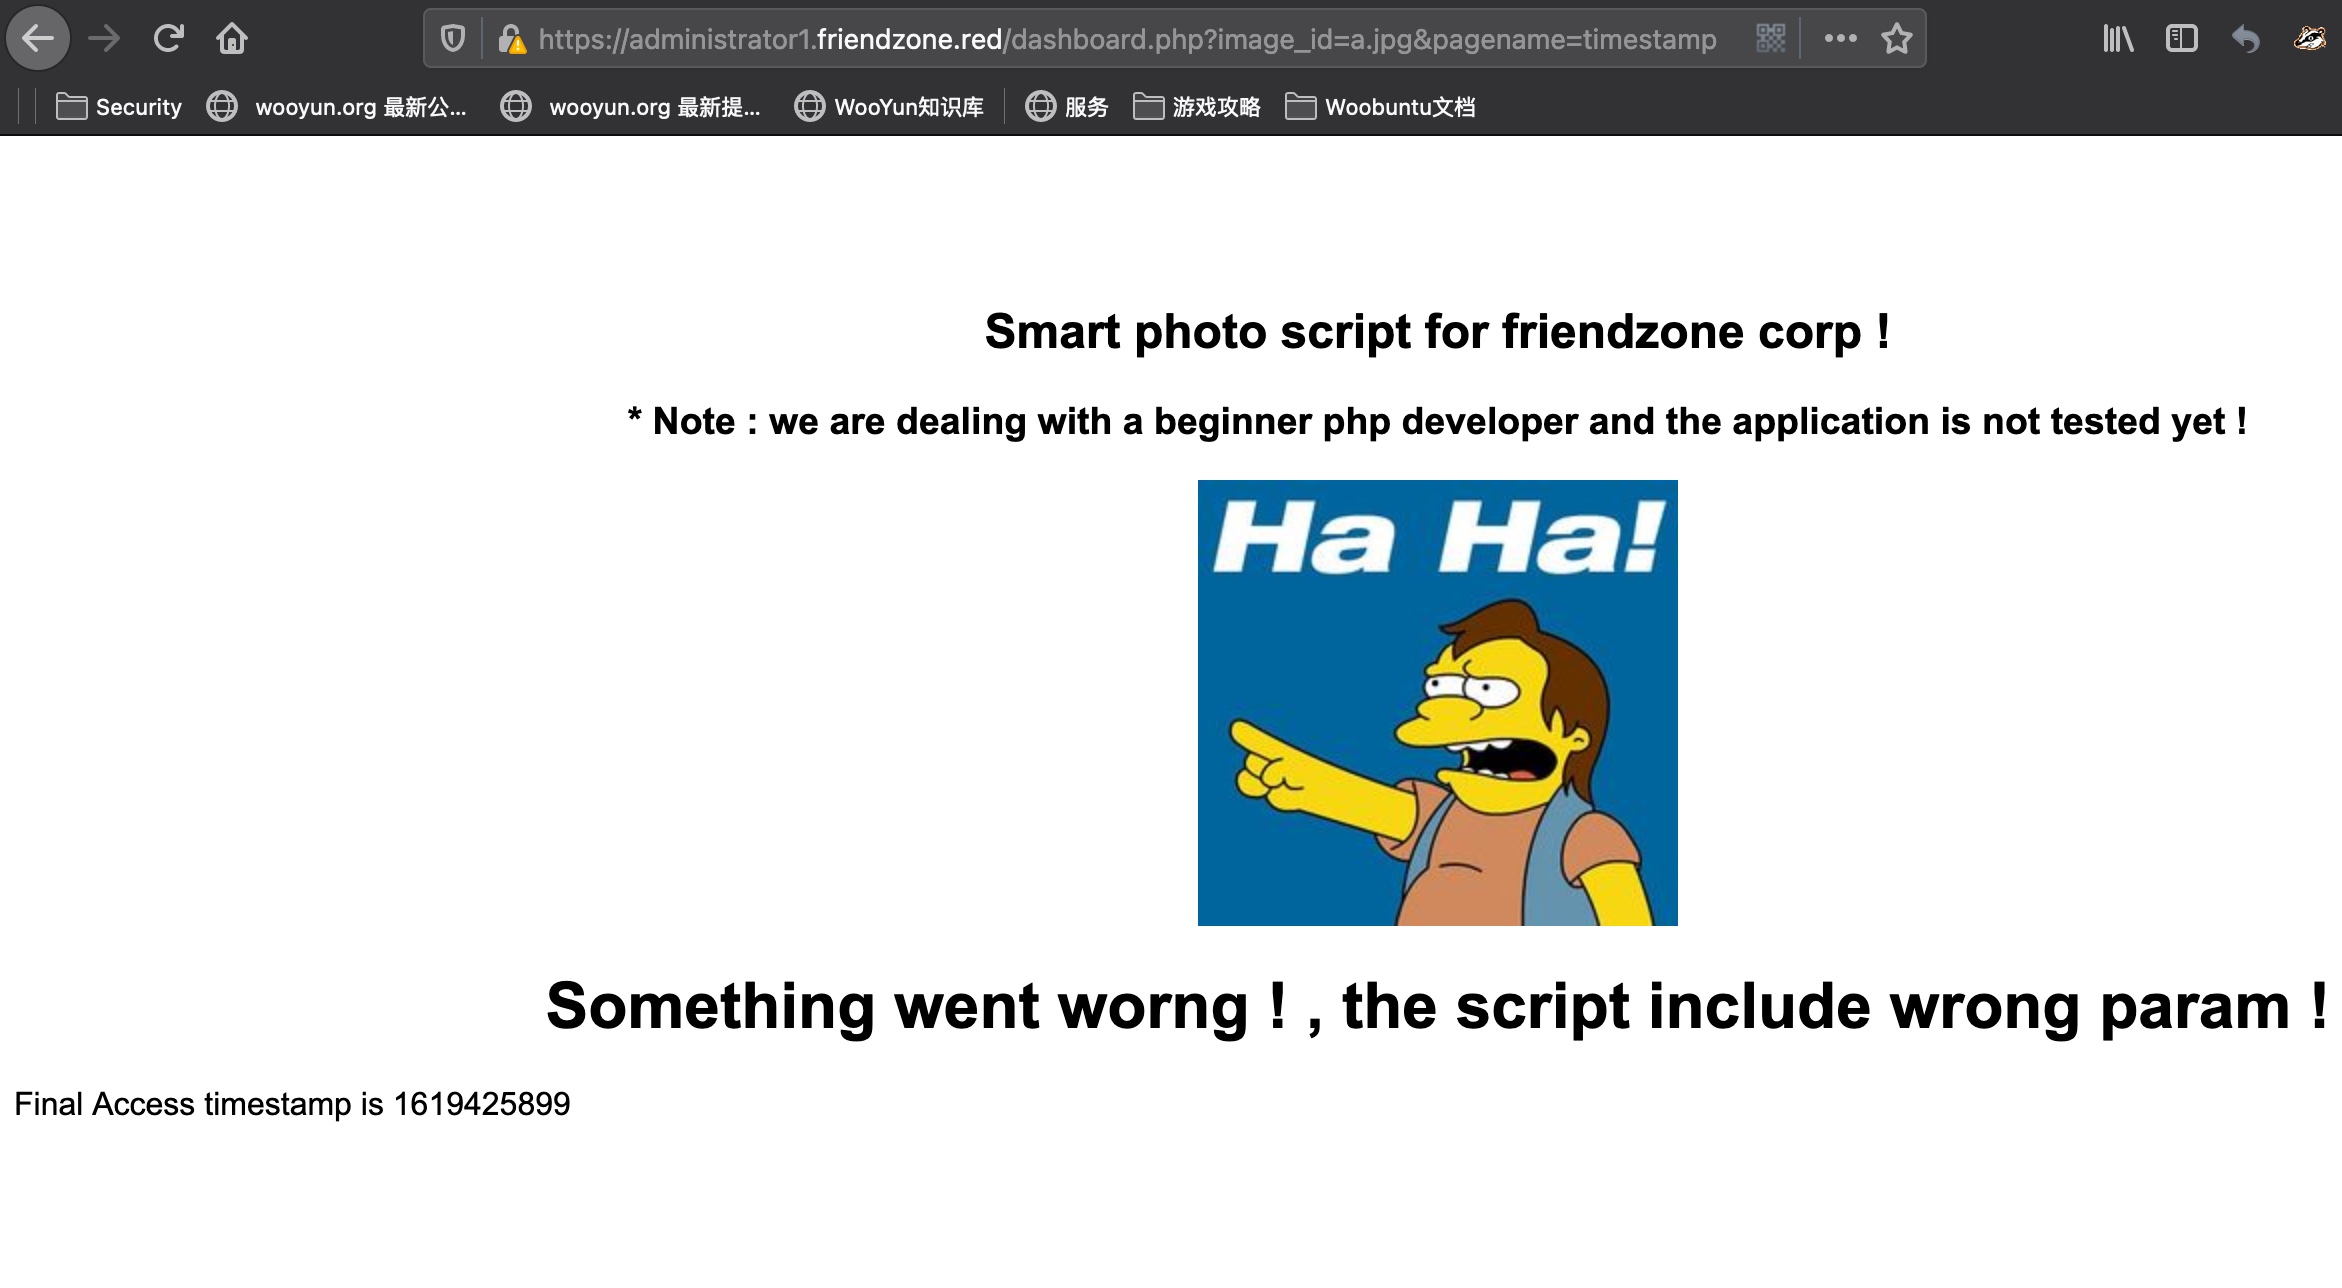 https://administrator1.friendzone.red/dashboard.php?image_id=a.jpg&pagename=timestamp
Security wooyun.org 最新公... wooyun.org 最新提... WooYun知识库 服务 游戏攻略 Woobuntu文档
Smart photo script for friendzone corp !
* Note : we are dealing with a beginner php developer and the application is not tested yet !
Ha Ha!
Something went worng ! , the script include wrong param !
Final Access timestamp is 1619425899